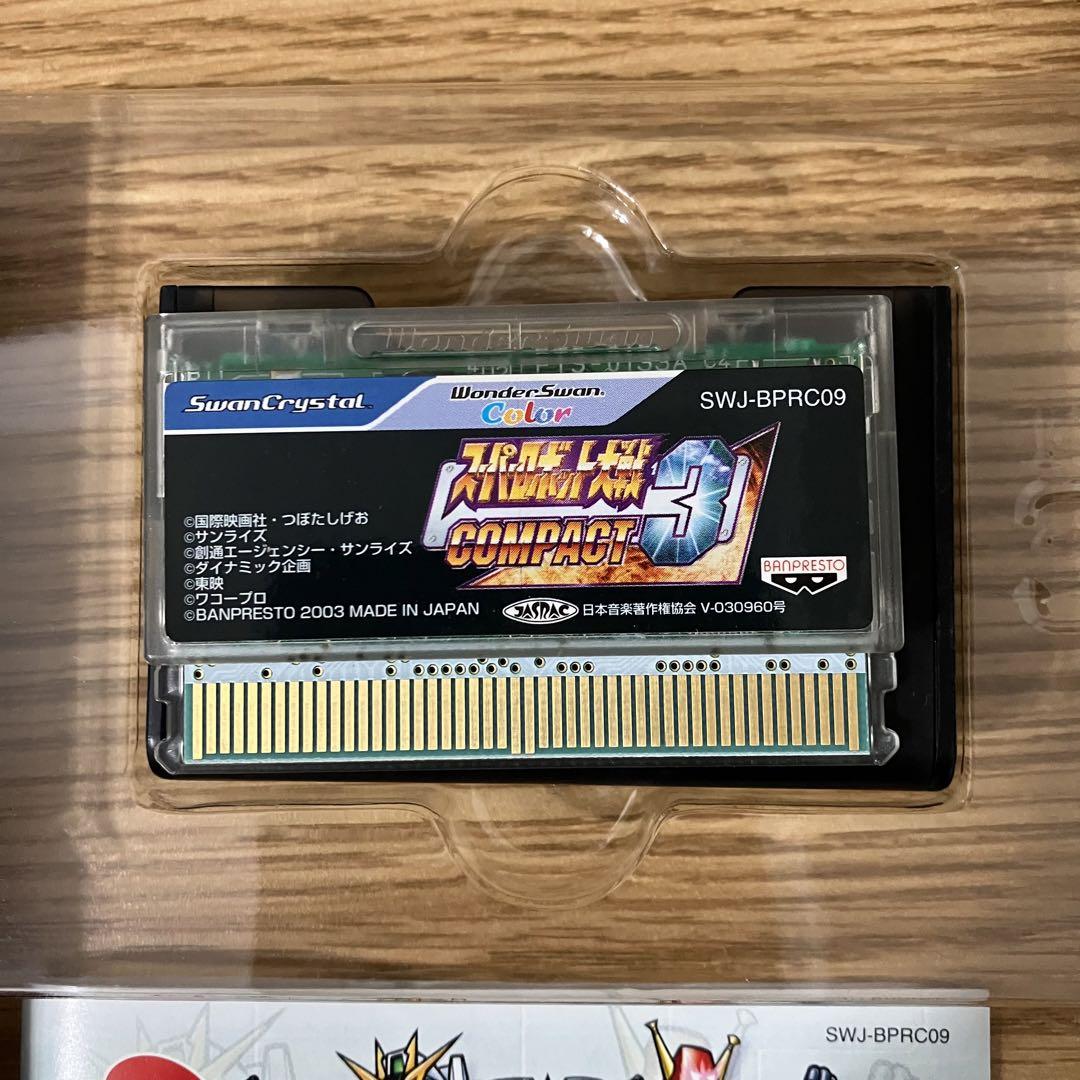 WonderSwan
SwanCrystal™
WonderSwan®
Color
SWJ-BPRC09
スーパーロボット大戦
COMPACT 3
©国際映画社・つぼたしげお
©サンライズ
©創通エージェンシー・サンライズ
©ダイナミック企画
©東映
©ワコープロ
©BANPRESTO 2003 MADE IN JAPAN
JASRAC
日本音楽著作権協会 V-030960号
BANPRESTO
SWJ-BPRC09